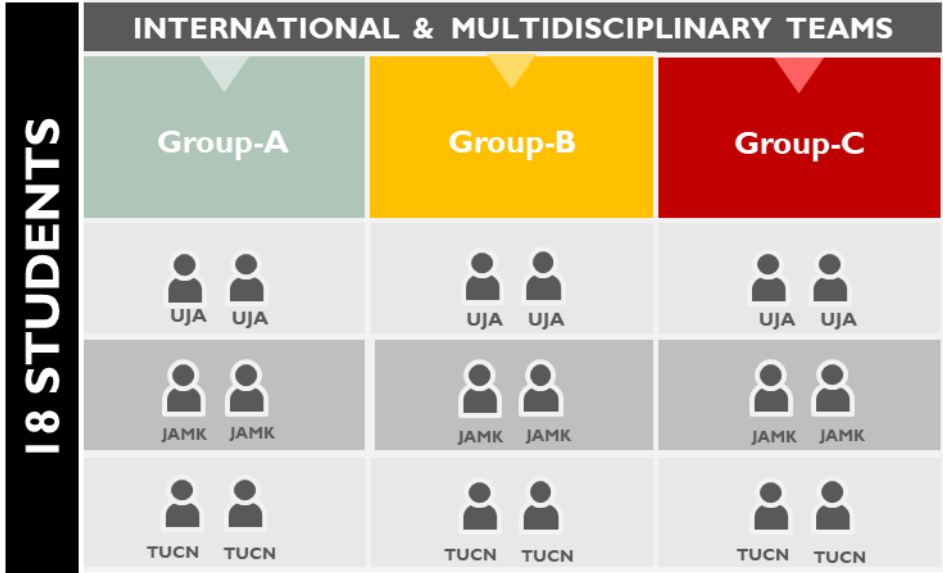 INTERNATIONAL & MULTIDISCIPLINARY TEAMS
18 STUDENTS
Group-A
Group-B
Group-C
UJA UJA
UJA UJA
UJA UJA
JAMK JAMK
JAMK JAMK
JAMK JAMK
TUCN TUCN
TUCN TUCN
TUCN TUCN